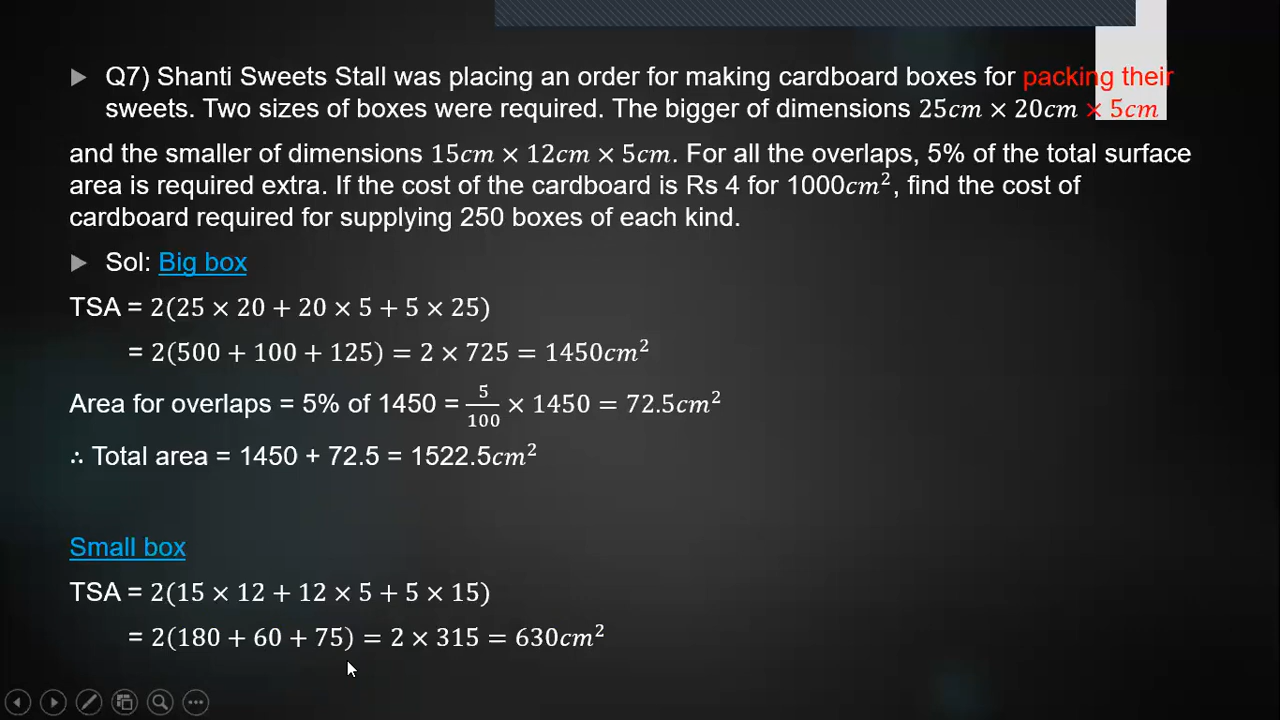 Q7) Shanti Sweets Stall was placing an order for making cardboard boxes for packing their
sweets. Two sizes of boxes were required. The bigger of dimensions 25cm × 20cm × 5cm
and the smaller of dimensions 15cm × 12cm × 5cm. For all the overlaps, 5% of the total surface
area is required extra. If the cost of the cardboard is Rs 4 for 1000cm², find the cost of
cardboard required for supplying 250 boxes of each kind.
Sol: Big box
TSA = 2(25 × 20 + 20 × 5 + 5 × 25)
= 2(500 + 100 + 125) = 2 × 725 = 1450cm²
Area for overlaps = 5% of 1450 = 5/100 × 1450 = 72.5cm²
∴ Total area = 1450 + 72.5 = 1522.5cm²
Small box
TSA = 2(15 × 12 + 12 × 5 + 5 × 15)
= 2(180 + 60 + 75) = 2 × 315 = 630cm²